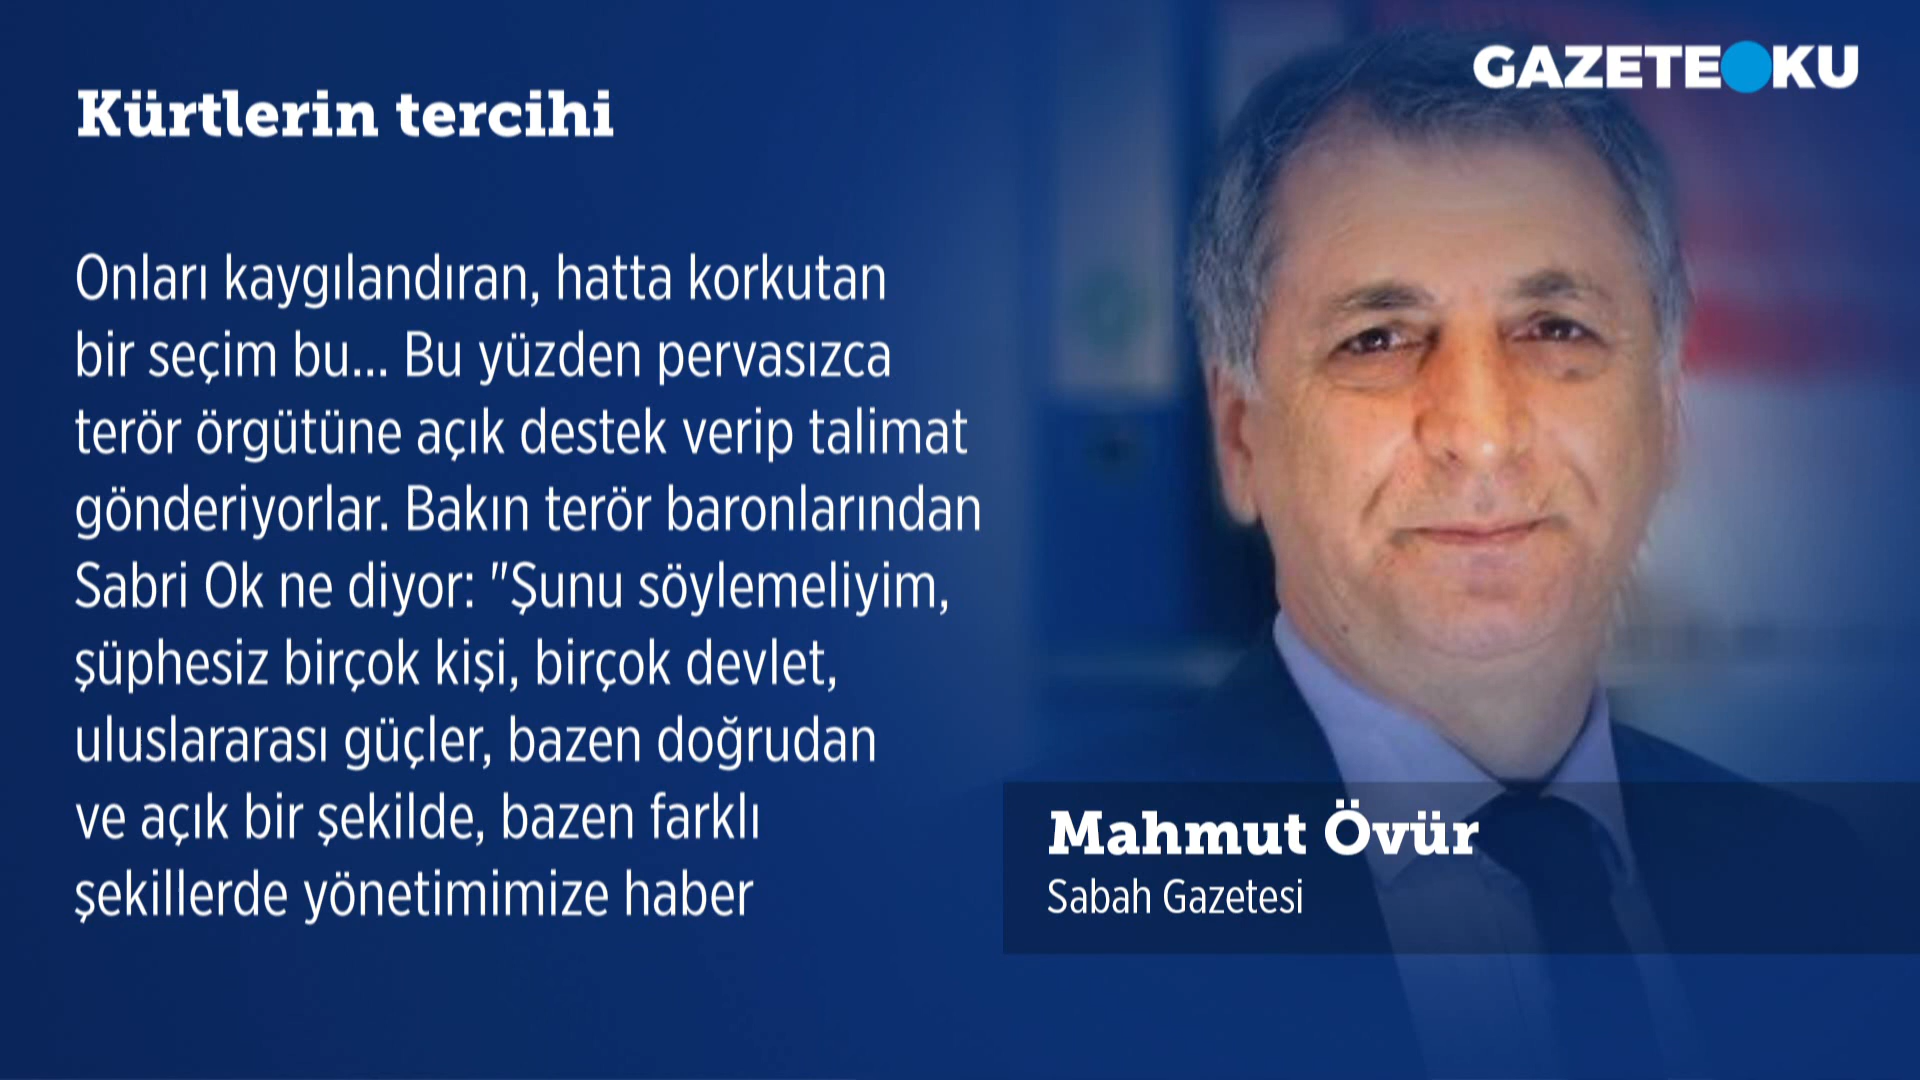 GAZETE OKU
Kürtlerin tercihi
Onları kaygılandıran, hatta korkutan
bir seçim bu... Bu yüzden pervasızca
terör örgütüne açık destek verip talimat
gönderiyorlar. Bakın terör baronlarından
Sabri Ok ne diyor: "Şunu söylemeliyim,
şüphesiz birçok kişi, birçok devlet,
uluslararası güçler, bazen doğrudan
ve açık bir şekilde, bazen farklı
şekillerde yönetimimize haber
Mahmut Övür
Sabah Gazetesi